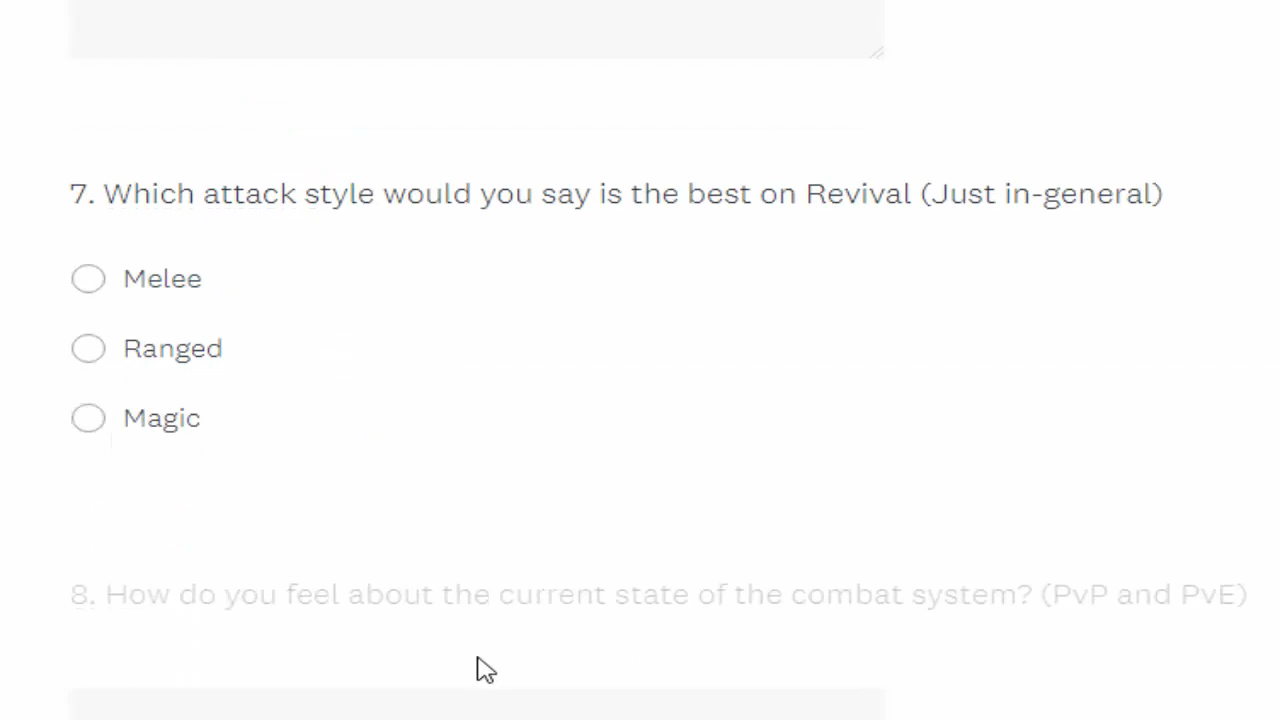 7. Which attack style would you say is the best on Revival (Just in-general)
Melee
Ranged
Magic
8. How do you feel about the current state of the combat system? (PvP and PvE)